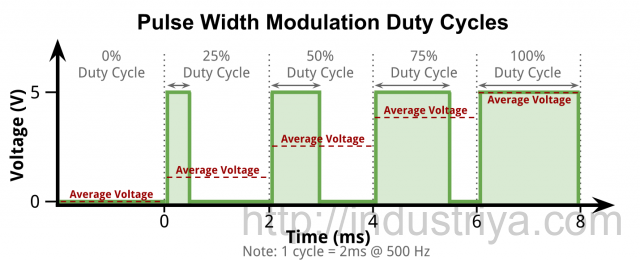 Pulse Width Modulation Duty Cycles
0% 25% 50% 75% 100%
Duty Cycle Duty Cycle Duty Cycle Duty Cycle Duty Cycle
Voltage (V)
5
0
Average Voltage
Average Voltage
Average Voltage
Average Voltage
Average Voltage
0 2 4 6 8
http://industriya.com
Time (ms)
Note: 1 cycle = 2ms @ 500 Hz